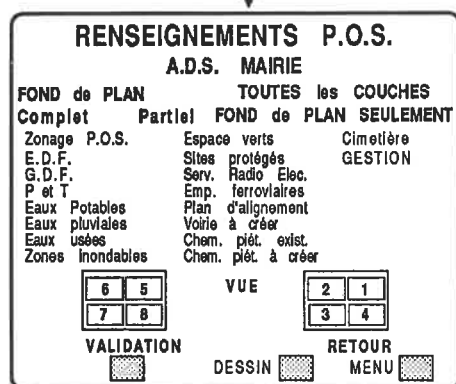 RENSEIGNEMENTS P.O.S.
A.D.S. MAIRIE
FOND de PLAN TOUTES les COUCHES
Complet Partiel FOND de PLAN SEULEMENT
Zonage P.O.S. Espace verts Cimetière
E.D.F. Sites protégés GESTION
G.D.F. Serv. Radio Elec.
P et T Emp. ferroviaires
Eaux Potables Plan d'alignement
Eaux pluviales Voirie à créer
Eaux usées Chem. piét. exist.
Zones inondables Chem. piét. à créer
6 5 VUE 2 1
7 8 3 4
VALIDATION RETOUR
DESSIN MENU